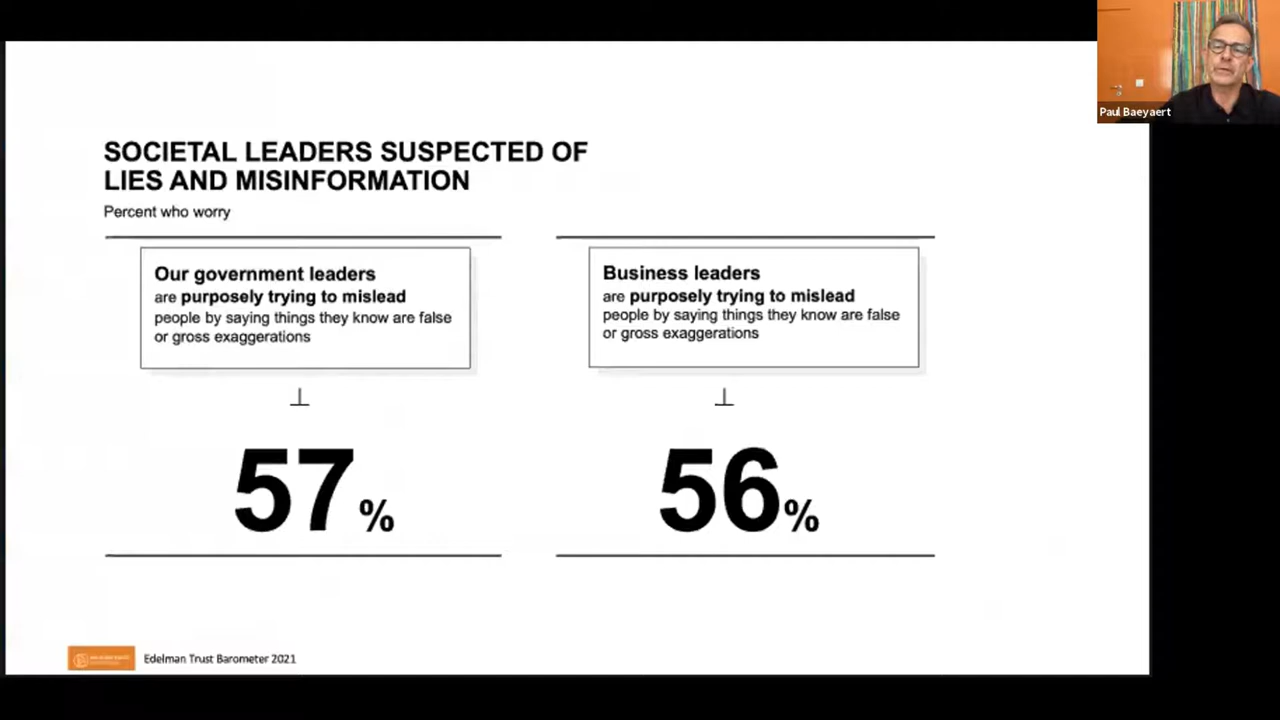 Paul Baeyaert
SOCIETAL LEADERS SUSPECTED OF
LIES AND MISINFORMATION
Percent who worry
Our government leaders
are purposely trying to mislead
people by saying things they know are false
or gross exaggerations
57 %
Business leaders
are purposely trying to mislead
people by saying things they know are false
or gross exaggerations
56%
Edelman Trust Barometer 2021